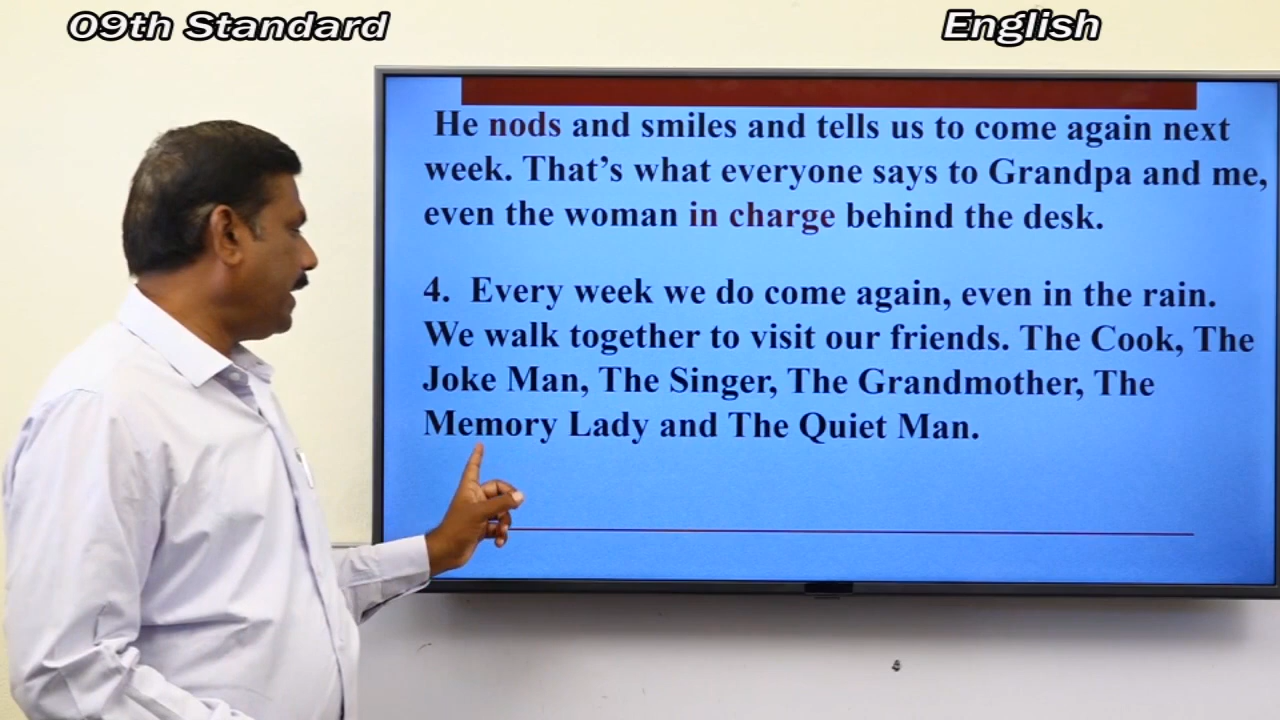 09th Standard
English
He nods and smiles and tells us to come again next
week. That’s what everyone says to Grandpa and me,
even the woman in charge behind the desk.
4. Every week we do come again, even in the rain.
We walk together to visit our friends. The Cook, The
Joke Man, The Singer, The Grandmother, The
Memory Lady and The Quiet Man.